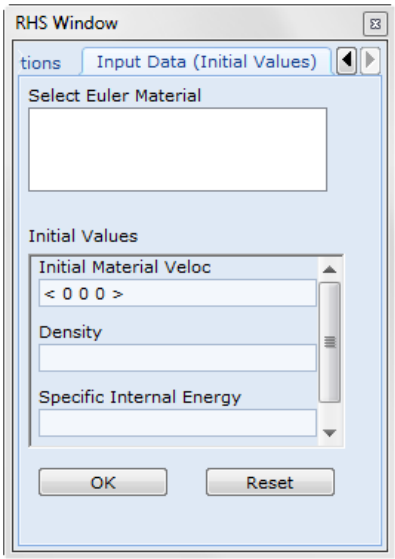 RHS Window
tions Input Data (Initial Values)
Select Euler Material
Initial Values
Initial Material Veloc
< 0 0 0 >
Density
Specific Internal Energy
OK Reset